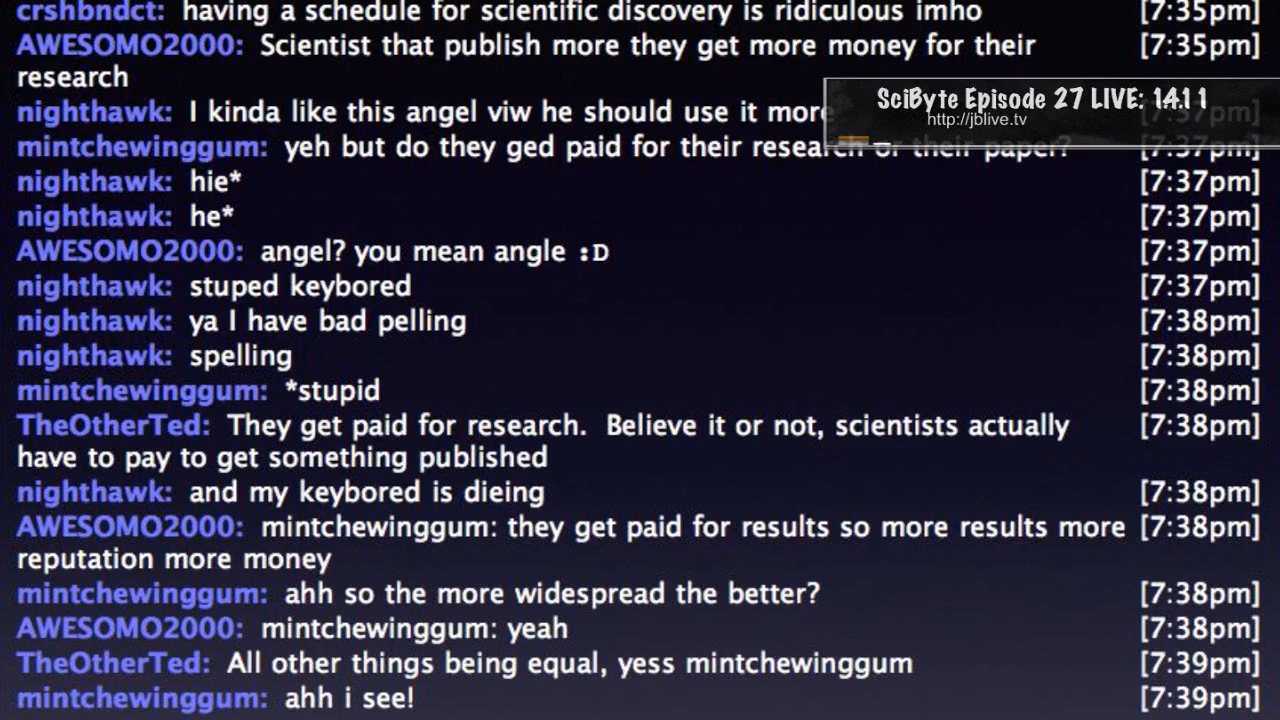 crshbndct: having a schedule for scientific discovery is ridiculous imho [7:35pm]
AWESOMO2000: Scientist that publish more they get more money for their [7:35pm]
research
SciByte Episode 27 LIVE: 14.11
http://jblive.tv
nighthawk: I kinda like this angel viw he should use it more [7:37pm]
mintchewinggum: yeh but do they ged paid for their research or their paper? [7:37pm]
nighthawk: hie* [7:37pm]
nighthawk: he* [7:37pm]
AWESOMO2000: angel? you mean angle :D [7:37pm]
nighthawk: stuped keybored [7:37pm]
nighthawk: ya I have bad pelling [7:38pm]
nighthawk: spelling [7:38pm]
mintchewinggum: *stupid [7:38pm]
TheOtherTed: They get paid for research.  Believe it or not, scientists actually [7:38pm]
have to pay to get something published
nighthawk: and my keybored is dieing [7:38pm]
AWESOMO2000: mintchewinggum: they get paid for results so more results more [7:38pm]
reputation more money
mintchewinggum: ahh so the more widespread the better? [7:38pm]
AWESOMO2000: mintchewinggum: yeah [7:38pm]
TheOtherTed: All other things being equal, yess mintchewinggum [7:39pm]
mintchewinggum: ahh i see! [7:39pm]